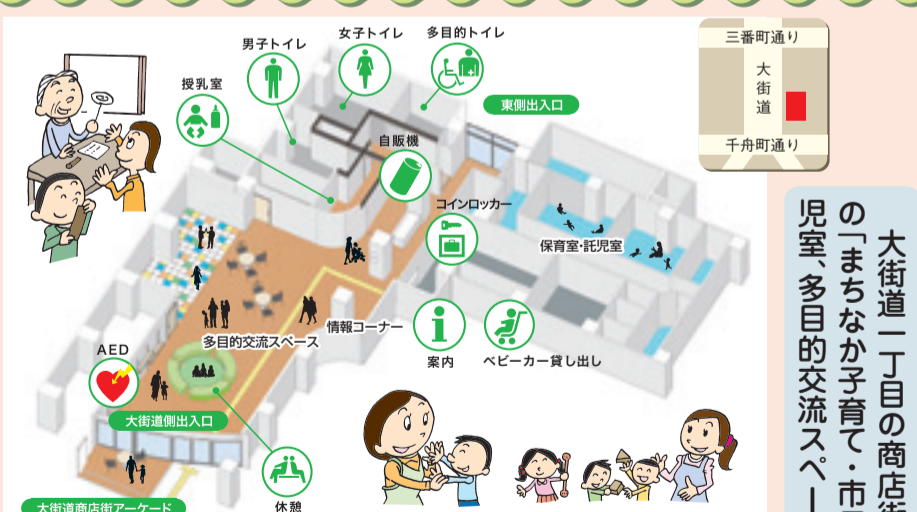 男子トイレ
女子トイレ
多目的トイレ
授乳室
東側出入口
三番町通り
大街道
千舟町通り
自販機
コインロッカー
保育室・託児室
情報コーナー
多目的交流スペース
案内
ベビーカー貸し出し
AED
大街道側出入口
休憩
大街道商店街アーケード
大街道一丁目の商店街
の「まちなか子育て・市
児室、多目的交流スペー